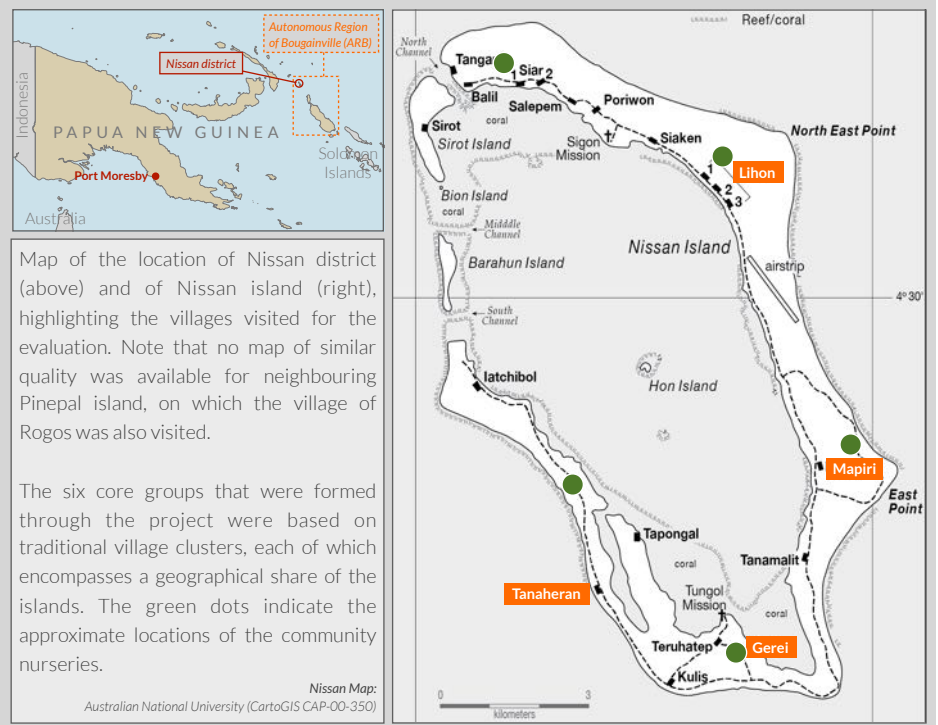 Autonomous Region
of Bougainville (ARB)
Nissan district
Indonesia
PAPUA NEW GUINEA
Solomon
Islands
Port Moresby
Australia
Map of the location of Nissan district
(above) and of Nissan island (right),
highlighting the villages visited for the
evaluation. Note that no map of similar
quality was available for neighbouring
Pinepal island, on which the village of
Rogos was also visited.
The six core groups that were formed
through the project were based on
traditional village clusters, each of which
encompasses a geographical share of the
islands. The green dots indicate the
approximate locations of the community
nurseries.
Nissan Map:
Australian National University (CartoGIS CAP-00-350)
Reef/coral
North
Channel
Tanga
1 Siar 2
Balil
Salepem
Poriwon
coral
Sirot
Sirot Island
Sigon
Mission
Siaken
North East Point
Lihon
1
2
3
Bion Island
coral
Midddle
Channel
Nissan Island
Barahun Island
airstrip
4° 30'
South
Channel
Iatchibol
Hon Island
Mapiri
East
Point
Tapongal
coral
Tanamalit
Tanaheran
Tungol
Mission
coral
Teruhatep
Gerei
Kulis
0
3
kilometers